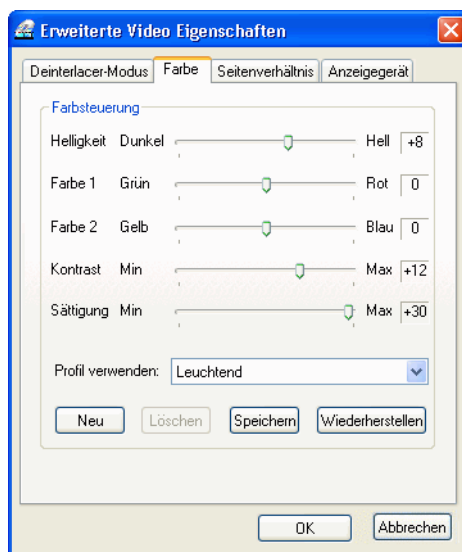 Erweiterte Video Eigenschaften
Deinterlacer-Modus Farbe Seitenverhältnis Anzeigegerät
Farbsteuerung
Helligkeit Dunkel Hell +8
Farbe 1 Grün Rot 0
Farbe 2 Gelb Blau 0
Kontrast Min Max +12
Sättigung Min Max +30
Profil verwenden: Leuchtend
Neu Löschen Speichern Wiederherstellen
OK Abbrechen